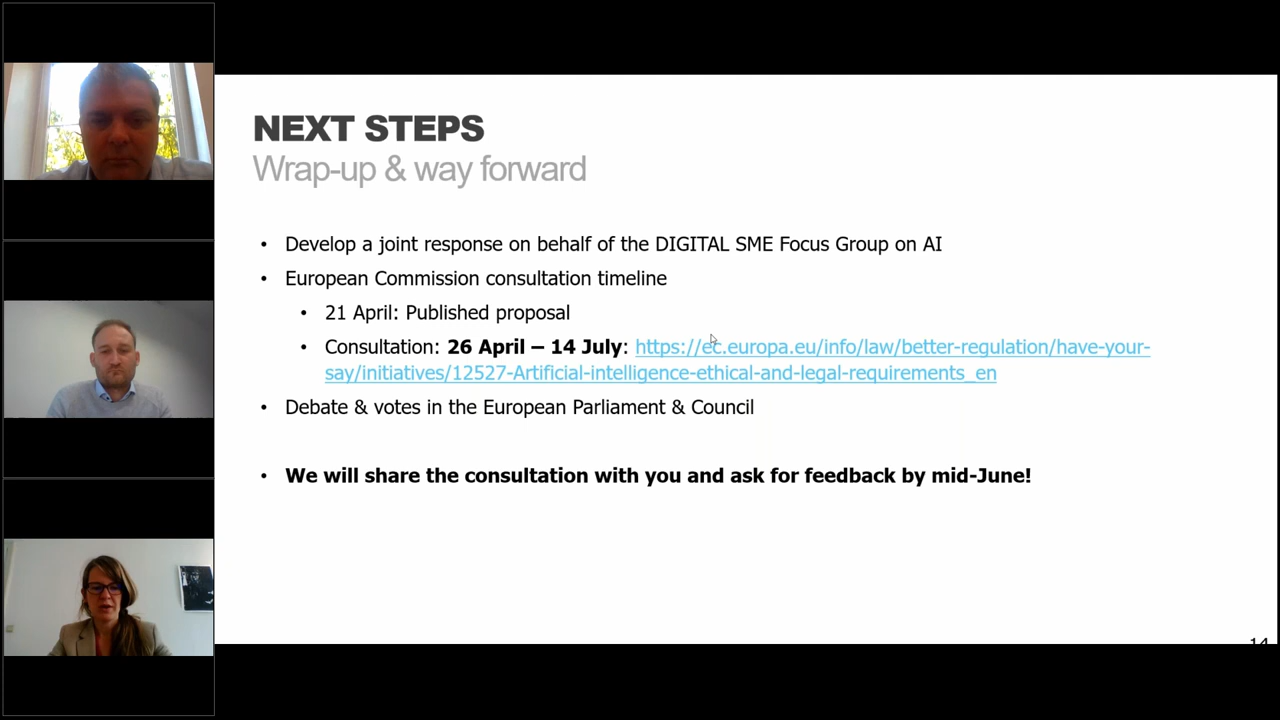 NEXT STEPS
Wrap-up & way forward
• Develop a joint response on behalf of the DIGITAL SME Focus Group on AI
• European Commission consultation timeline
• 21 April: Published proposal
• Consultation: 26 April – 14 July: https://ec.europa.eu/info/law/better-regulation/have-your-
say/initiatives/12527-Artificial-intelligence-ethical-and-legal-requirements_en
• Debate & votes in the European Parliament & Council
• We will share the consultation with you and ask for feedback by mid-June!
14